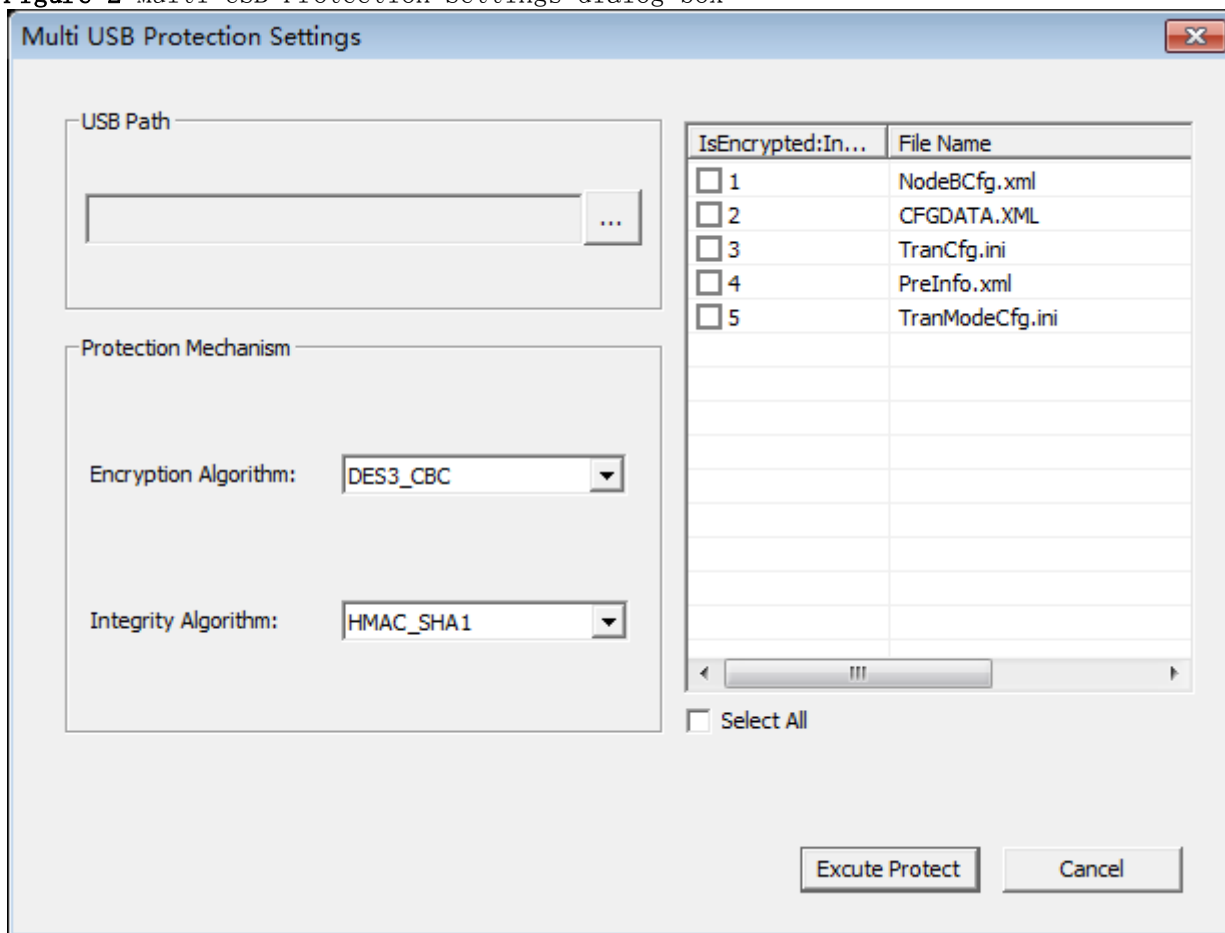 Figure 2 Multi USB Protection Settings dialog box
Multi USB Protection Settings
USB Path
...
Protection Mechanism
Encryption Algorithm: DES3_CBC
Integrity Algorithm: HMAC_SHA1
IsEncrypted:In... File Name
1 NodeBCfg.xml
2 CFGDATA.XML
3 TranCfg.ini
4 PreInfo.xml
5 TranModeCfg.ini
Select All
Excute Protect Cancel